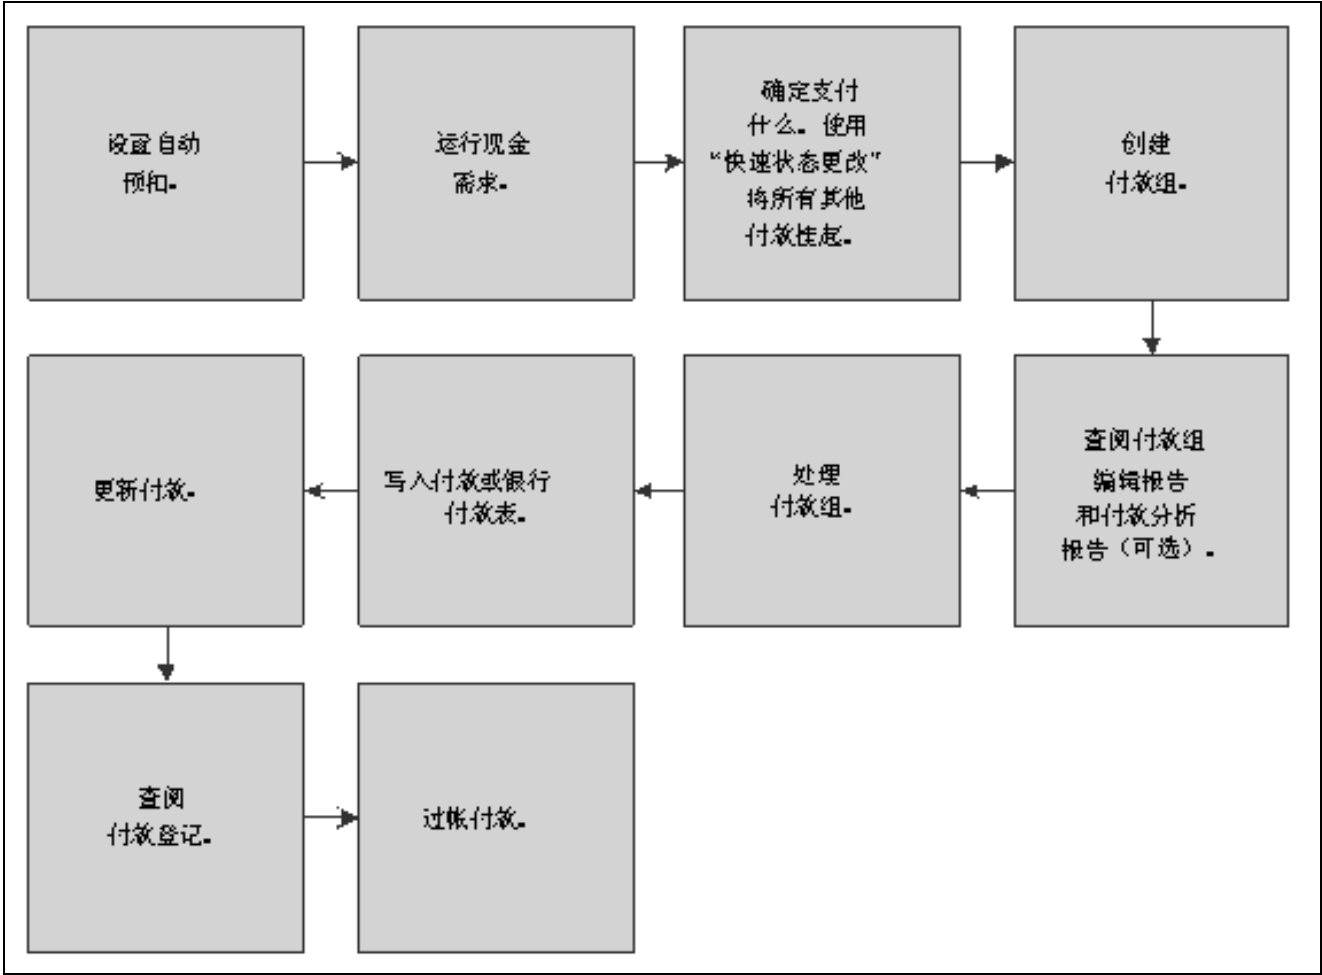 设置自动
预扣。
运行现金
需求。
确定支付
什么。使用
“快速状态更改”
将所有其他
付款挂起。
创建
付款组。
查阅付款组
编辑报告
和付款分析
报告（可选）。
处理
付款组。
写入付款或银行
付款表。
更新付款。
查阅
付款登记。
过帐付款。